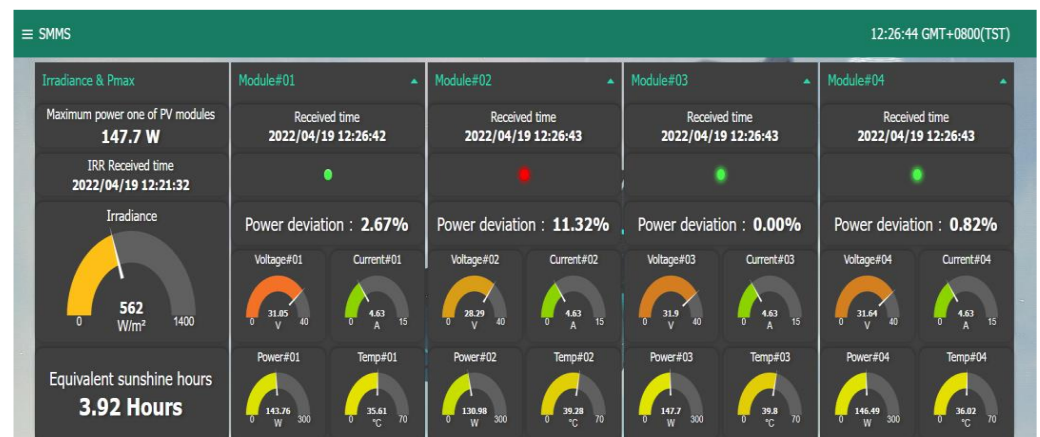 ≡ SMMS
12:26:44 GMT+0800(TST)
Irradiance & Pmax
Maximum power one of PV modules
147.7 W
IRR Received time
2022/04/19 12:21:32
Irradiance
562
W/m²
0
1400
Equivalent sunshine hours
3.92 Hours
Module#01
Received time
2022/04/19 12:26:42
Power deviation : 2.67%
Voltage#01
31.05
0 V 40
Current#01
4.63
0 A 15
Power#01
143.76
0 W 300
Temp#01
35.61
0 °C 70
Module#02
Received time
2022/04/19 12:26:43
Power deviation : 11.32%
Voltage#02
28.29
0 V 40
Current#02
4.63
0 A 15
Power#02
130.98
0 W 300
Temp#02
39.28
0 °C 70
Module#03
Received time
2022/04/19 12:26:43
Power deviation : 0.00%
Voltage#03
31.9
0 V 40
Current#03
4.63
0 A 15
Power#03
147.7
0 W 300
Temp#03
39.8
0 °C 70
Module#04
Received time
2022/04/19 12:26:43
Power deviation : 0.82%
Voltage#04
31.64
0 V 40
Current#04
4.63
0 A 15
Power#04
146.49
0 W 300
Temp#04
36.02
0 °C 70